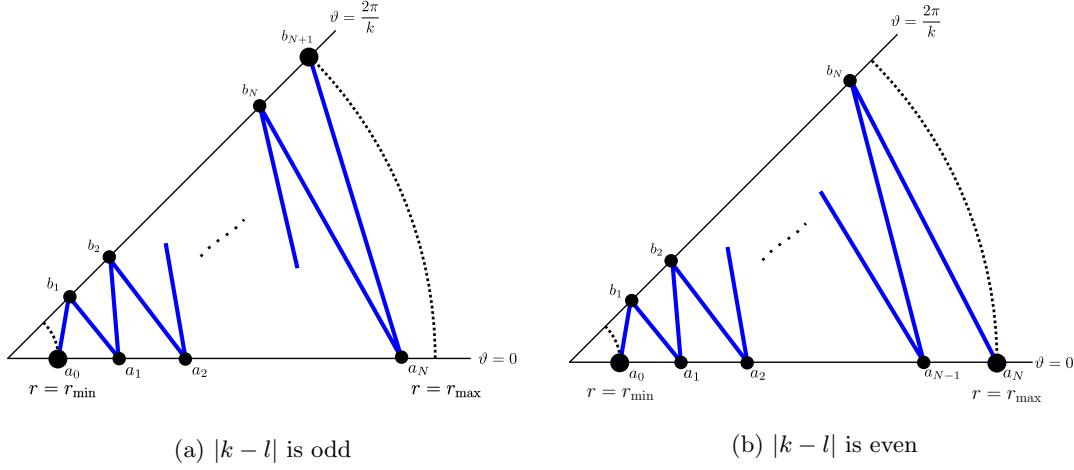 ϑ = 2π/k
b_{N+1}
b_N
b_2
b_1
a_0
a_1
a_2
a_N
ϑ = 0
r = r_min
r = r_max
(a) |k − l| is odd
ϑ = 2π/k
b_N
b_2
b_1
a_0
a_1
a_2
a_{N−1}
a_N
ϑ = 0
r = r_min
r = r_max
(b) |k − l| is even